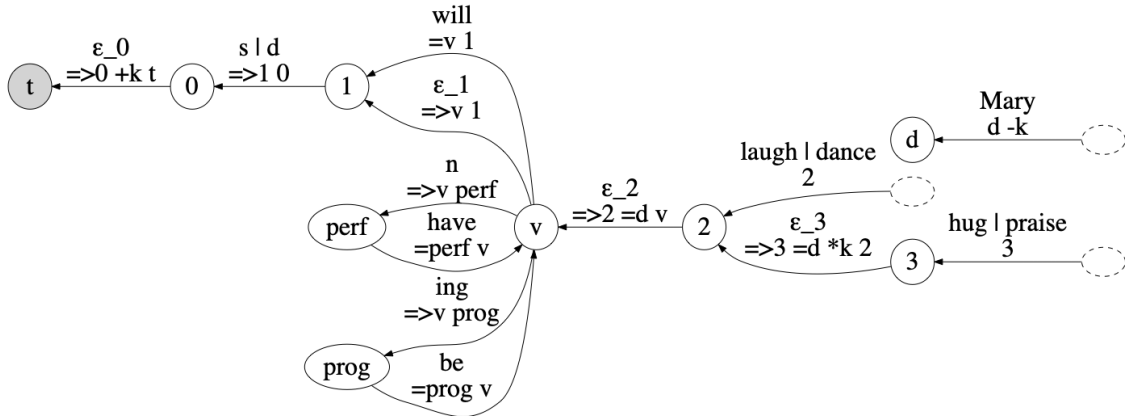 will
=v 1
ε_0
=>0 +k t
s | d
=>1 0
t
0
1
ε_1
=>v 1
Mary
d -k
d
laugh | dance
2
n
=>v perf
ε_2
=>2 =d v
perf
have
=perf v
v
2
ε_3
=>3 =d *k 2
hug | praise
3
3
ing
=>v prog
prog
be
=prog v